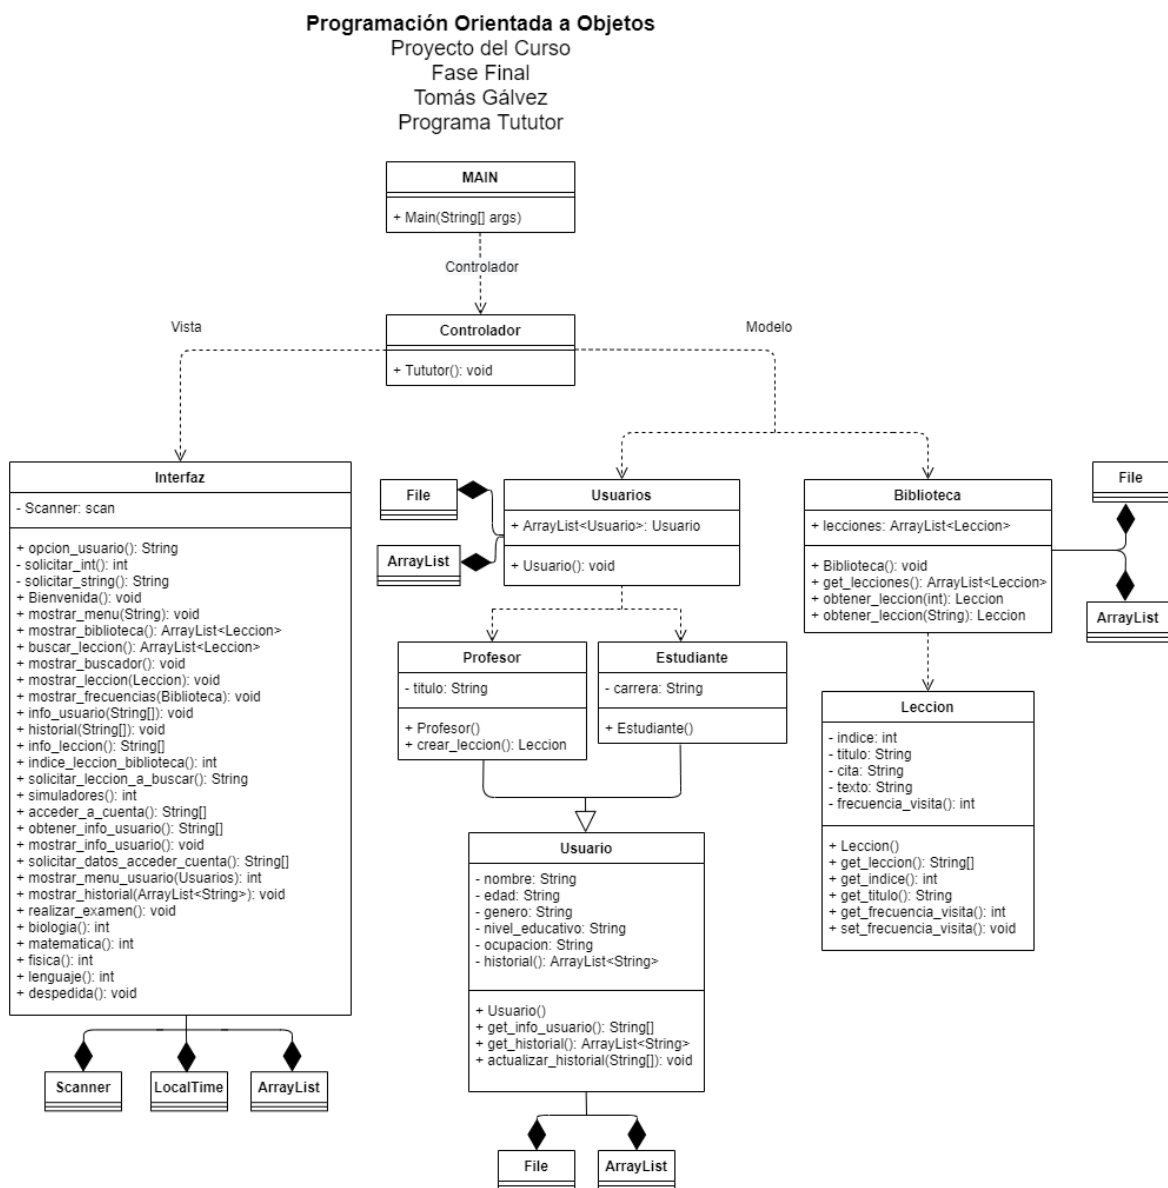 Programación Orientada a Objetos
Proyecto del Curso
Fase Final
Tomás Gálvez
Programa Tututor
MAIN
+ Main(String[] args)
Controlador
Controlador
+ Tututor(): void
Vista
Modelo
Interfaz
- Scanner: scan
+ opcion_usuario(): String
- solicitar_int(): int
- solicitar_string(): String
+ Bienvenida(): void
+ mostrar_menu(String): void
+ mostrar_biblioteca(): ArrayList<Leccion>
+ buscar_leccion(): ArrayList<Leccion>
+ mostrar_buscador(): void
+ mostrar_leccion(Leccion): void
+ mostrar_frecuencias(Biblioteca): void
+ info_usuario(String[]): void
+ historial(String[]): void
+ info_leccion(): String[]
+ indice_leccion_biblioteca(): int
+ solicitar_leccion_a_buscar(): String
+ simuladores(): int
+ acceder_a_cuenta(): String[]
+ obtener_info_usuario(): String[]
+ mostrar_info_usuario(): void
+ solicitar_datos_acceder_cuenta(): String[]
+ mostrar_menu_usuario(Usuarios): int
+ mostrar_historial(ArrayList<String>): void
+ realizar_examen(): void
+ biologia(): int
+ matematica(): int
+ fisica(): int
+ lenguaje(): int
+ despedida(): void
Scanner
LocalTime
ArrayList
File
ArrayList
Usuarios
+ ArrayList<Usuario>: Usuario
+ Usuario(): void
Profesor
- titulo: String
+ Profesor()
+ crear_leccion(): Leccion
Estudiante
- carrera: String
+ Estudiante()
Usuario
- nombre: String
- edad: String
- genero: String
- nivel_educativo: String
- ocupacion: String
- historial(): ArrayList<String>
+ Usuario()
+ get_info_usuario(): String[]
+ get_historial(): ArrayList<String>
+ actualizar_historial(String[]): void
File
ArrayList
Biblioteca
+ lecciones: ArrayList<Leccion>
+ Biblioteca(): void
+ get_lecciones(): ArrayList<Leccion>
+ obtener_leccion(int): Leccion
+ obtener_leccion(String): Leccion
File
ArrayList
Leccion
- indice: int
- titulo: String
- cita: String
- texto: String
- frecuencia_visita(): int
+ Leccion()
+ get_leccion(): String[]
+ get_indice(): int
+ get_titulo(): String
+ get_frecuencia_visita(): int
+ set_frecuencia_visita(): void